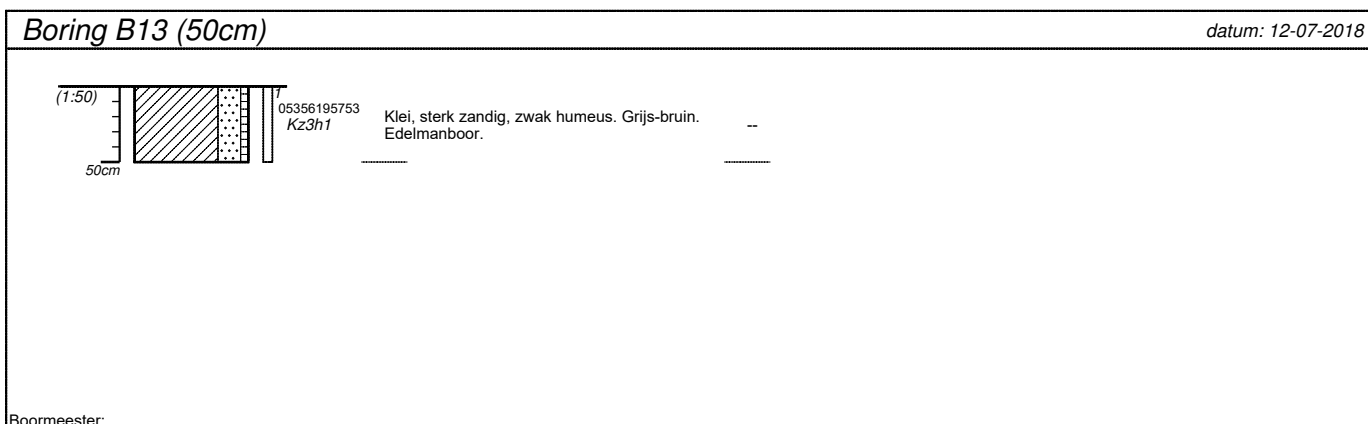 Boring B13 (50cm)
datum: 12-07-2018
(1:50)
1
05356195753
Kz3h1
Klei, sterk zandig, zwak humeus. Grijs-bruin.
Edelmanboor.
--
50cm
Boormeester: